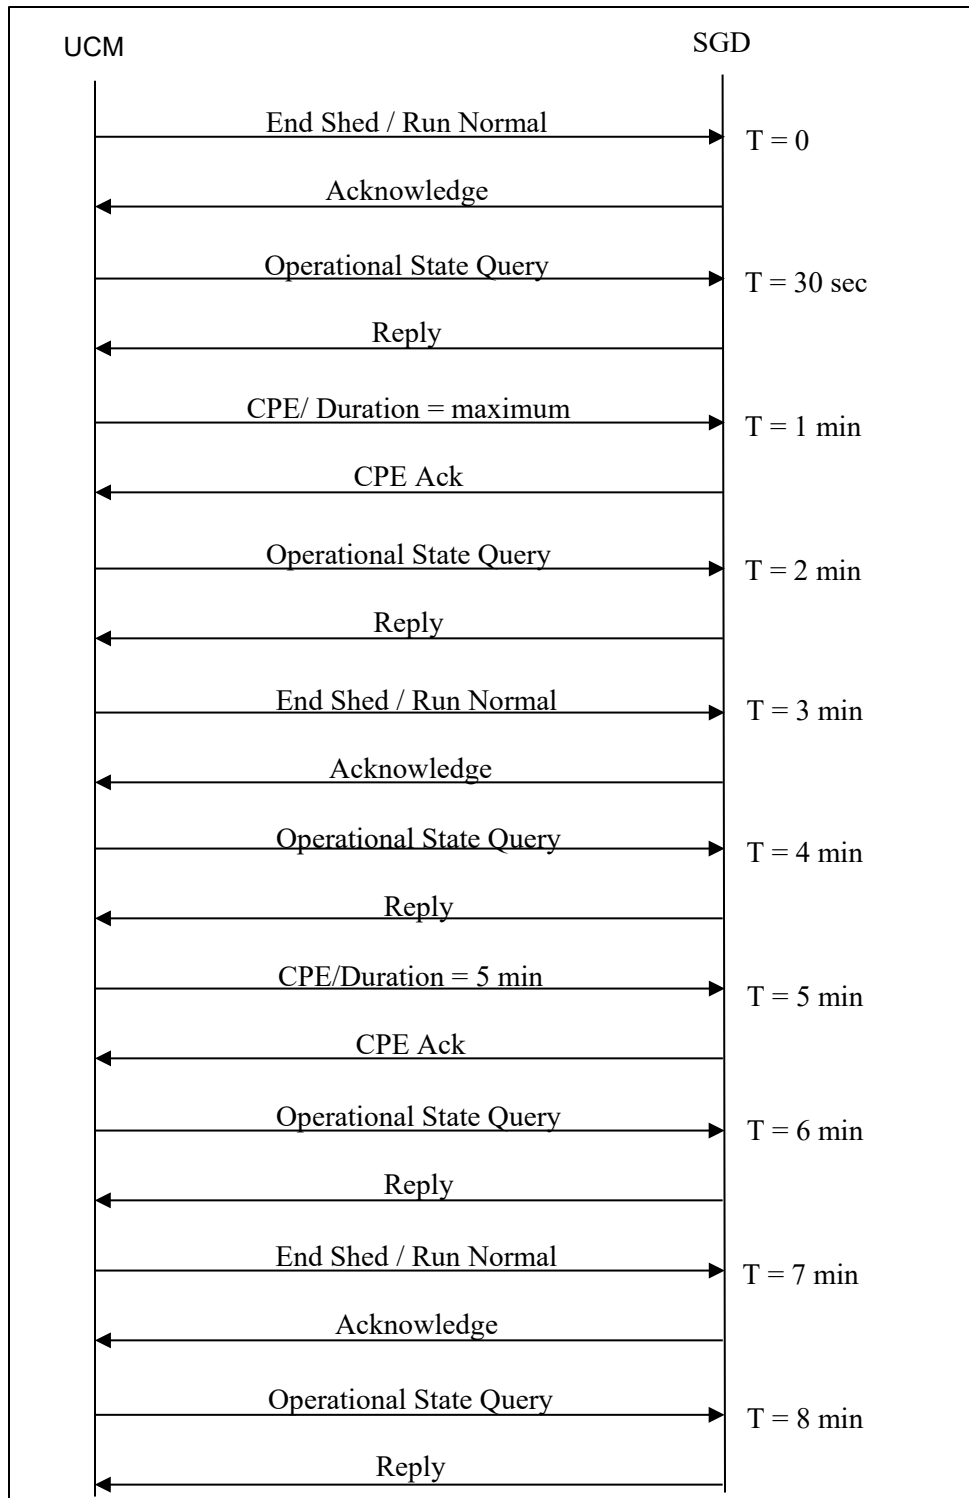 UCM
SGD
End Shed / Run Normal
T = 0
Acknowledge
Operational State Query
T = 30 sec
Reply
CPE/ Duration = maximum
T = 1 min
CPE Ack
Operational State Query
T = 2 min
Reply
End Shed / Run Normal
T = 3 min
Acknowledge
Operational State Query
T = 4 min
Reply
CPE/Duration = 5 min
T = 5 min
CPE Ack
Operational State Query
T = 6 min
Reply
End Shed / Run Normal
T = 7 min
Acknowledge
Operational State Query
T = 8 min
Reply